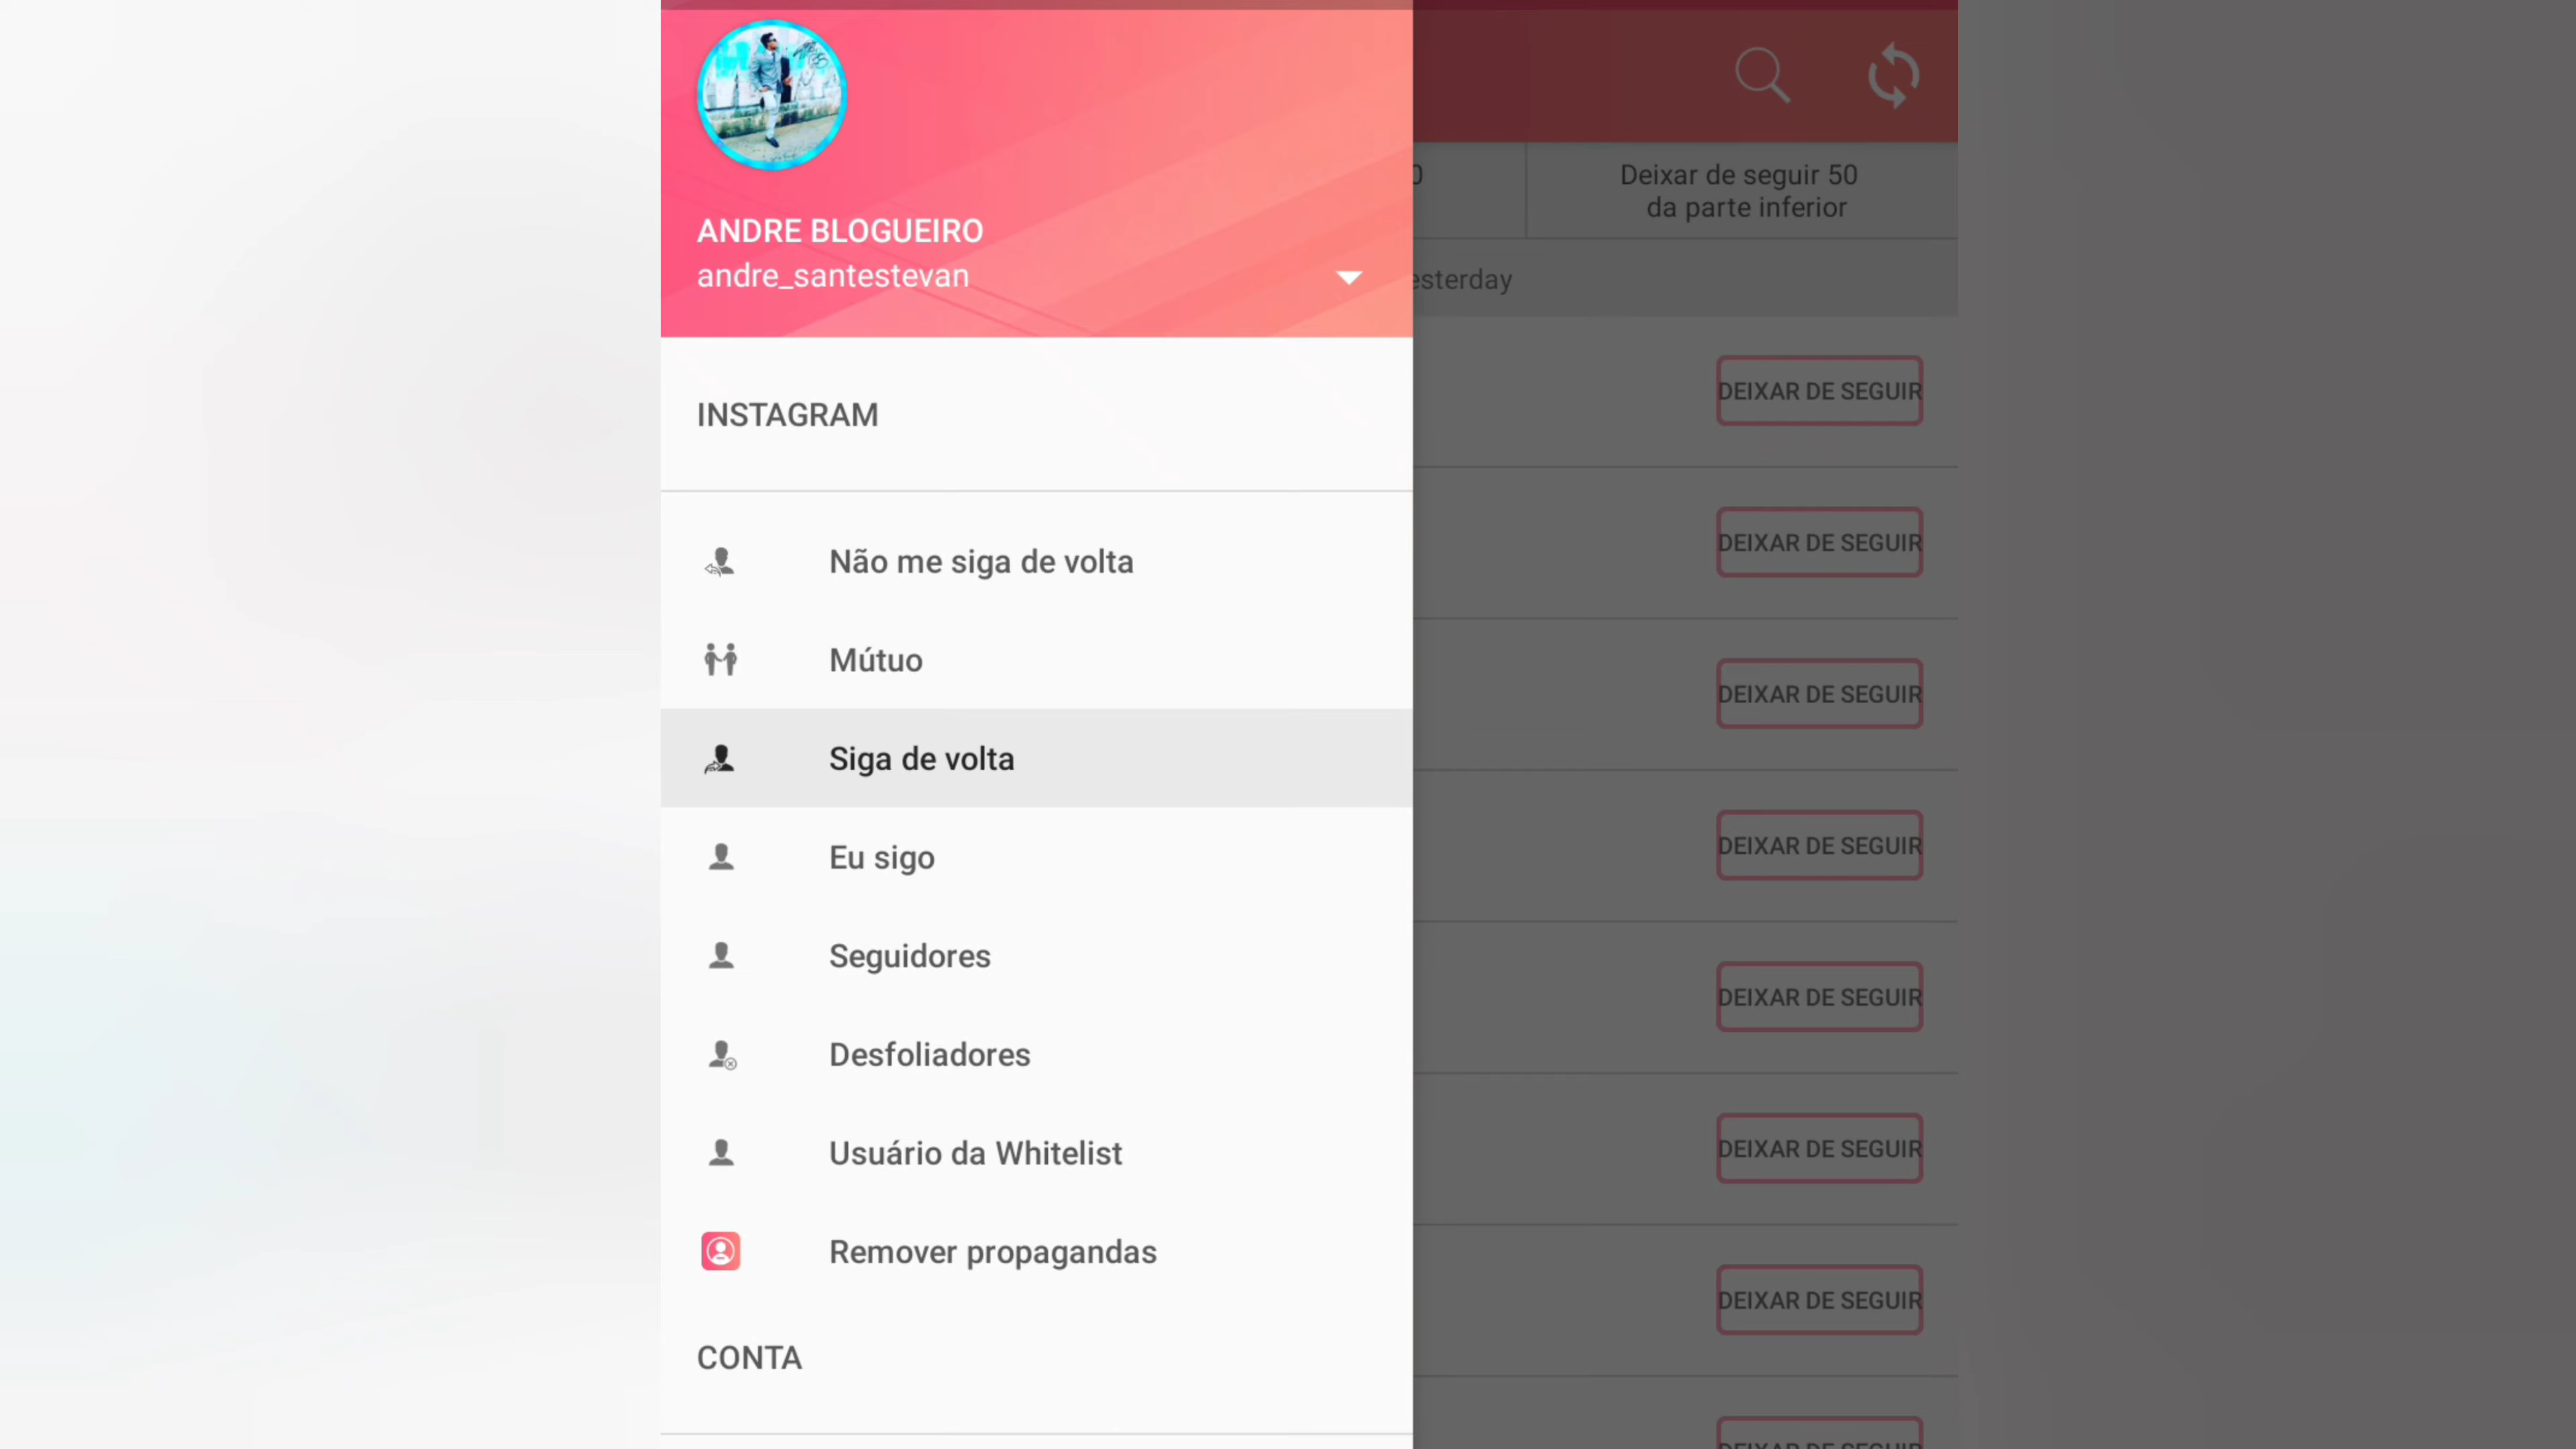 ANDRE BLOGUEIRO
andre_santestevan
INSTAGRAM
Não me siga de volta
Mútuo
Siga de volta
Eu sigo
Seguidores
Desfoliadores
Usuário da Whitelist
Remover propagandas
CONTA
0
Deixar de seguir 50
da parte inferior
esterday
DEIXAR DE SEGUIR
DEIXAR DE SEGUIR
DEIXAR DE SEGUIR
DEIXAR DE SEGUIR
DEIXAR DE SEGUIR
DEIXAR DE SEGUIR
DEIXAR DE SEGUIR